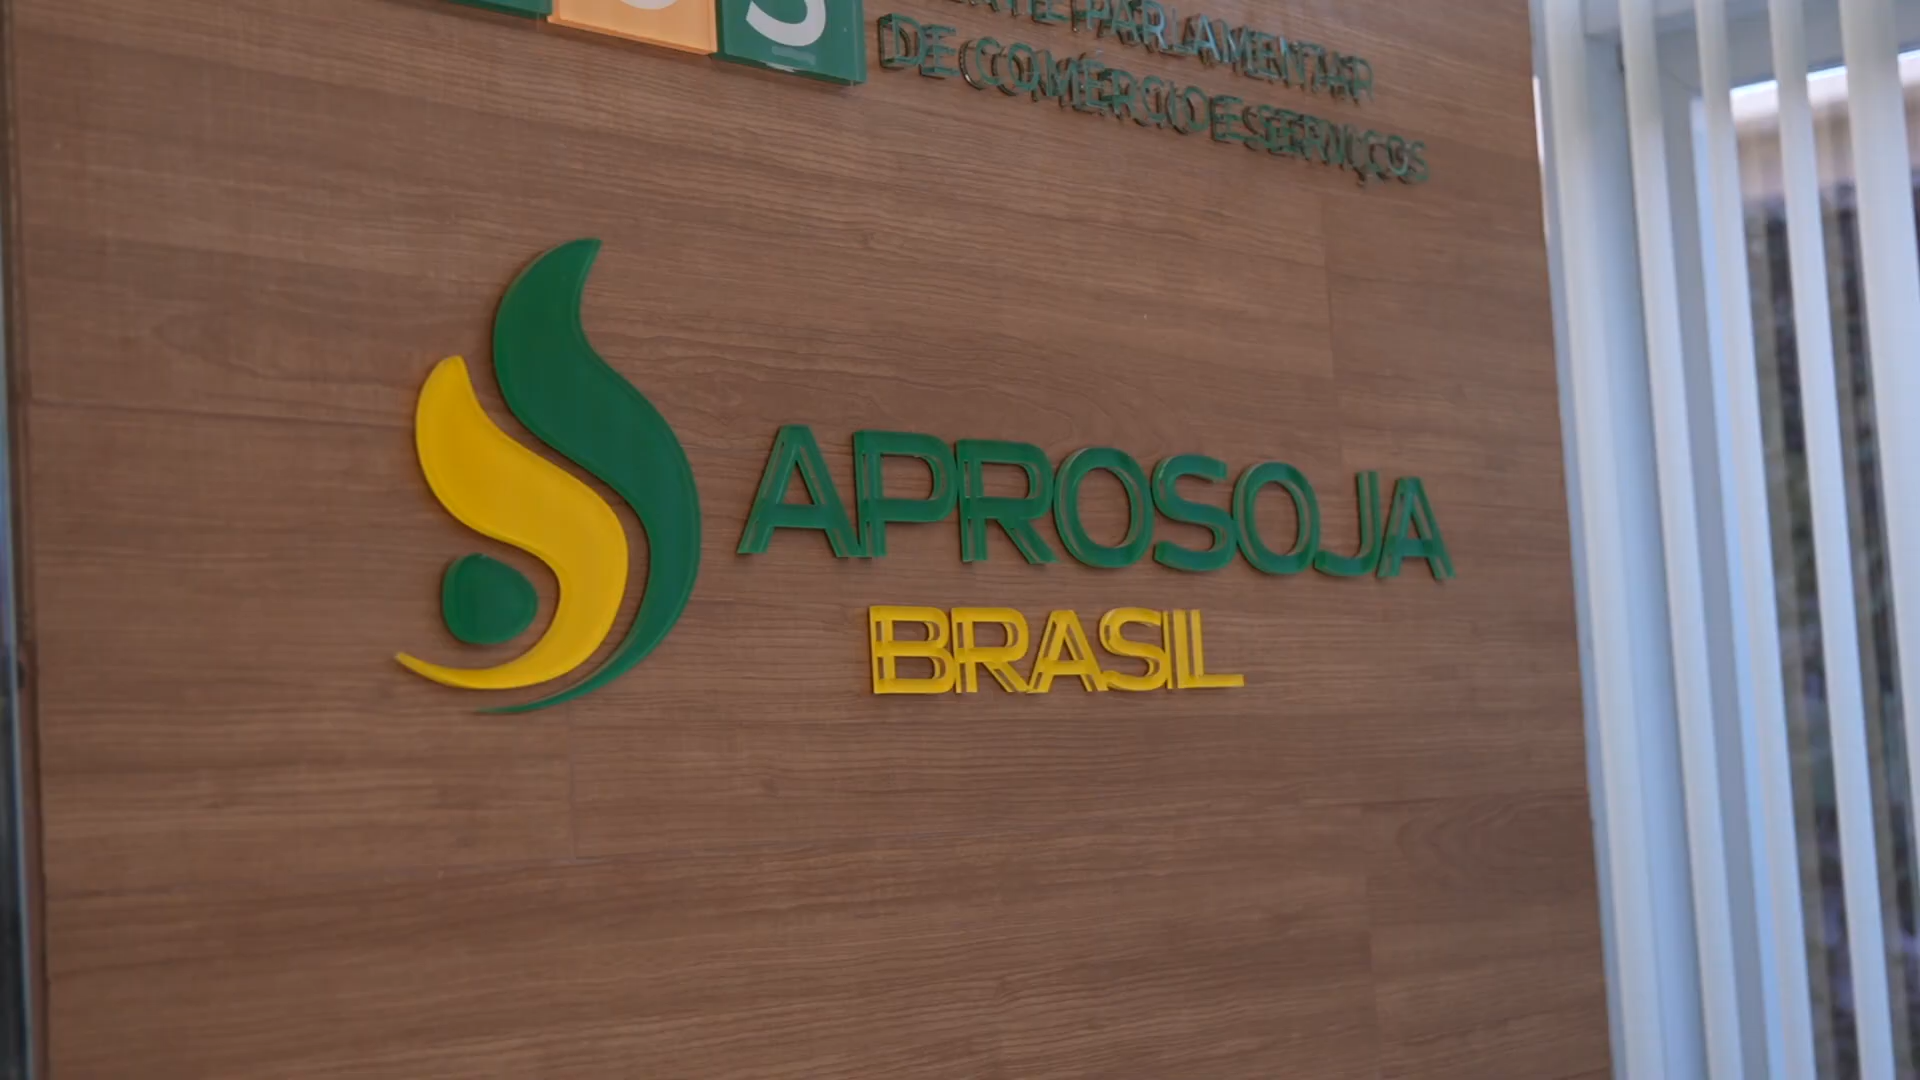 S
PARLAMENTAR
DE COMÉRCIO E SERVIÇOS
APROSOJA
BRASIL